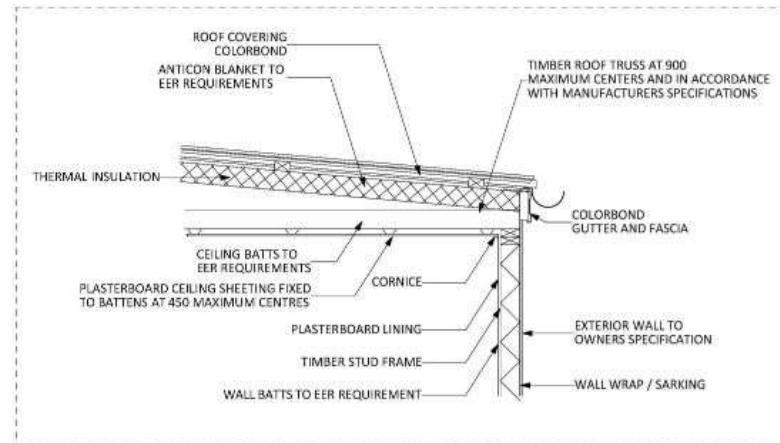 ROOF COVERING
COLORBOND
ANTICON BLANKET TO
EER REQUIREMENTS
TIMBER ROOF TRUSS AT 900
MAXIMUM CENTERS AND IN ACCORDANCE
WITH MANUFACTURERS SPECIFICATIONS
THERMAL INSULATION
COLORBOND
GUTTER AND FASCIA
CEILING BATTS TO
EER REQUIREMENTS
PLASTERBOARD CEILING SHEETING FIXED
TO BATTENS AT 450 MAXIMUM CENTRES
CORNICE
PLASTERBOARD LINING
EXTERIOR WALL TO
OWNERS SPECIFICATION
TIMBER STUD FRAME
WALL BATTS TO EER REQUIREMENT
WALL WRAP / SARKING